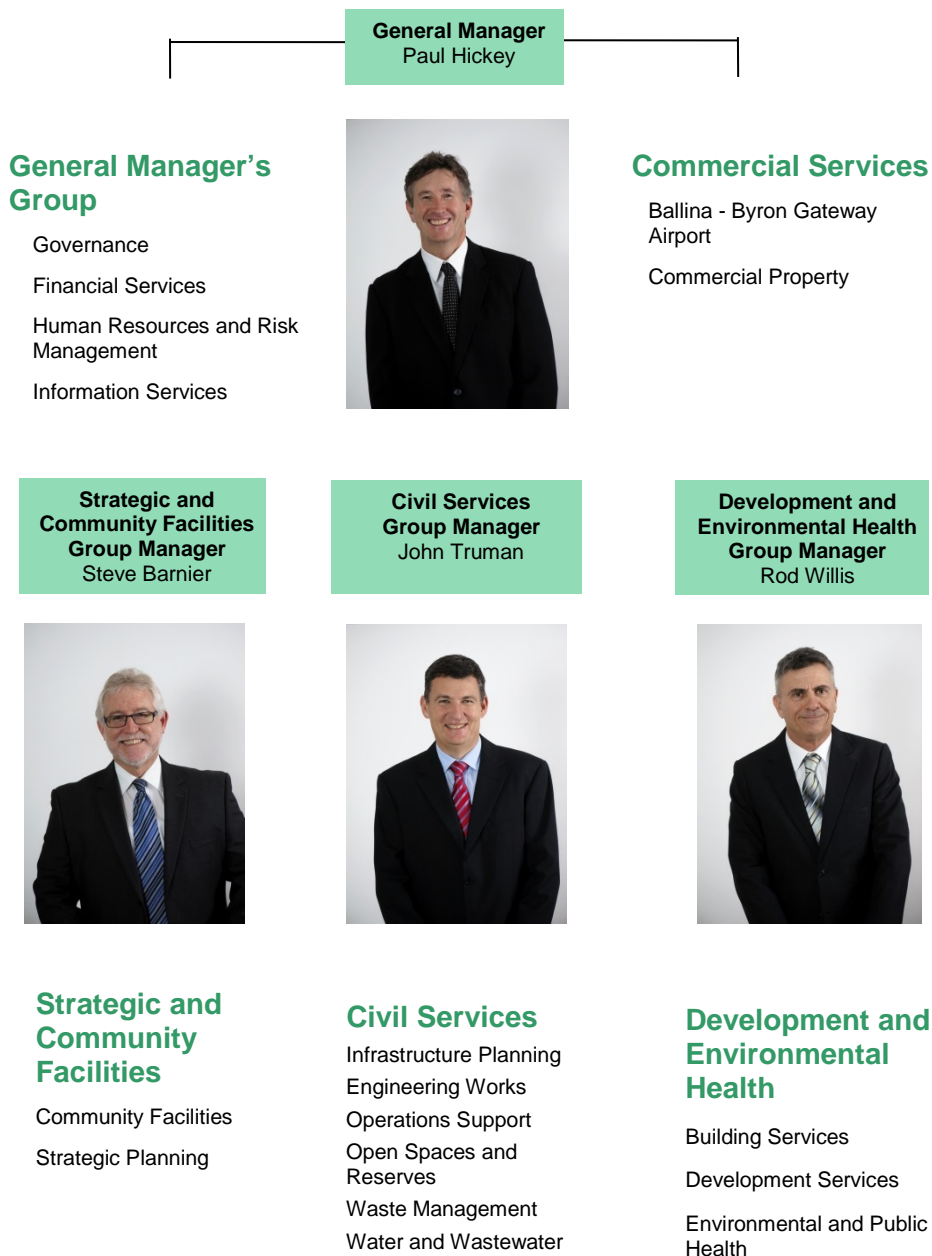 General Manager
Paul Hickey
General Manager's
Group
Governance
Financial Services
Human Resources and Risk
Management
Information Services
Commercial Services
Ballina - Byron Gateway
Airport
Commercial Property
Strategic and
Community Facilities
Group Manager
Steve Barnier
Civil Services
Group Manager
John Truman
Development and
Environmental Health
Group Manager
Rod Willis
Strategic and
Community
Facilities
Community Facilities
Strategic Planning
Civil Services
Infrastructure Planning
Engineering Works
Operations Support
Open Spaces and
Reserves
Waste Management
Water and Wastewater
Development and
Environmental
Health
Building Services
Development Services
Environmental and Public
Health